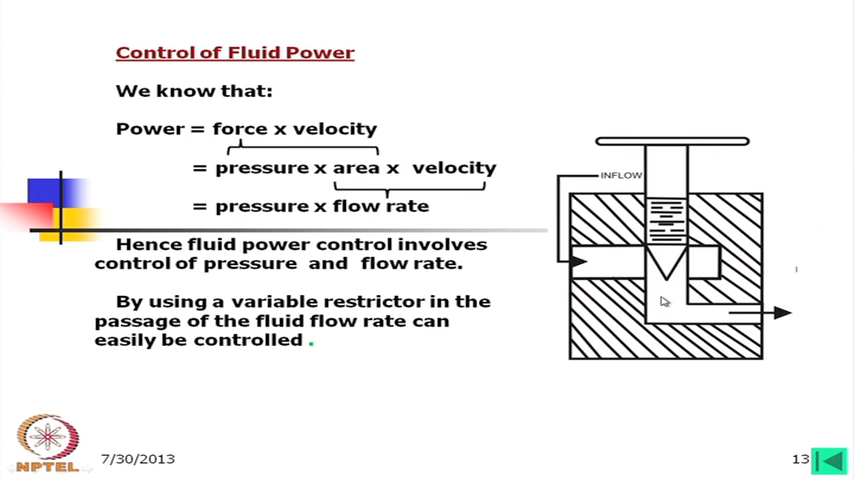 Control of Fluid Power
We know that:
Power = force x velocity
= pressure x area x velocity
= pressure x flow rate
Hence fluid power control involves
control of pressure and flow rate.
By using a variable restrictor in the
passage of the fluid flow rate can
easily be controlled .
INFLOW
NPTEL
7/30/2013
13